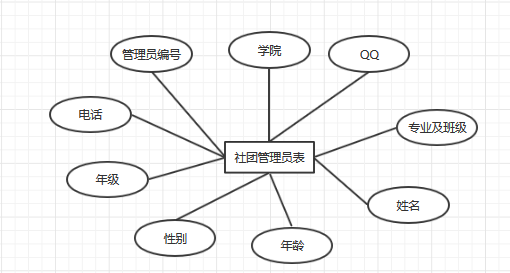 学院
管理员编号
QQ
电话
专业及班级
社团管理员表
年级
姓名
性别
年龄